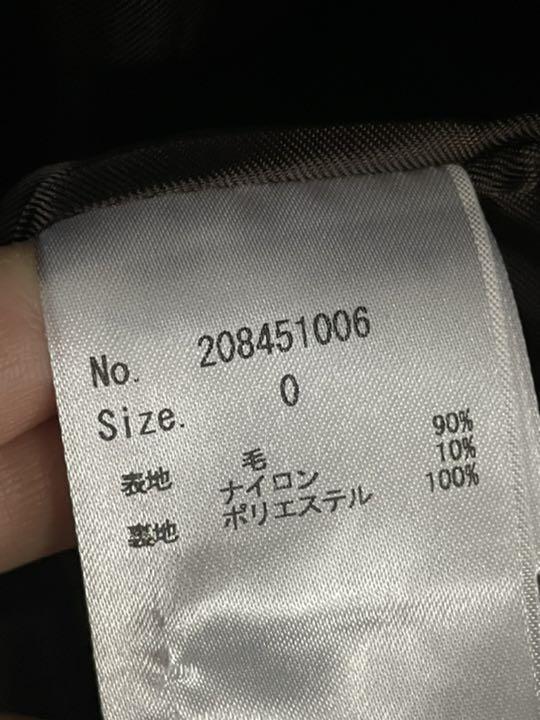 No. 208451006
Size. 0
表地 毛 90%
ナイロン 10%
裏地 ポリエステル 100%